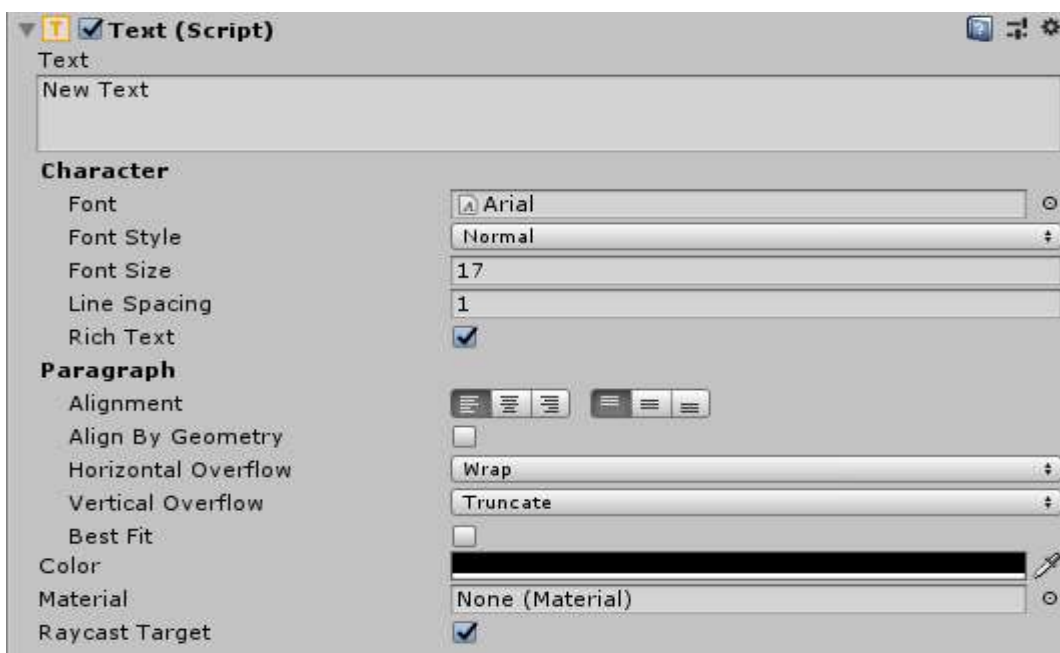 Text (Script)
Text
New Text
Character
Font Arial
Font Style Normal
Font Size 17
Line Spacing 1
Rich Text
Paragraph
Alignment
Align By Geometry
Horizontal Overflow Wrap
Vertical Overflow Truncate
Best Fit
Color
Material None (Material)
Raycast Target